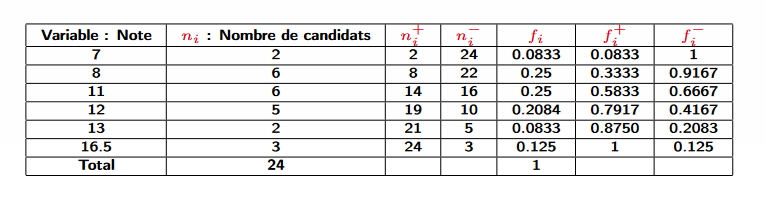 Variable : Note n_i : Nombre de candidats n_i^+ n_i^- f_i f_i^+ f_i^-
7 2 2 24 0.0833 0.0833 1
8 6 8 22 0.25 0.3333 0.9167
11 6 14 16 0.25 0.5833 0.6667
12 5 19 10 0.2084 0.7917 0.4167
13 2 21 5 0.0833 0.8750 0.2083
16.5 3 24 3 0.125 1 0.125
Total 24 1